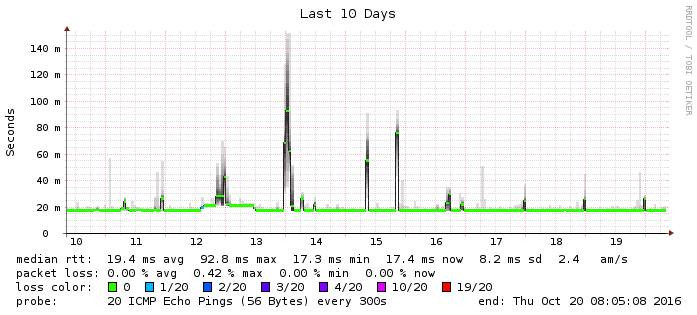 Last 10 Days
RRDTOOL / TOBI OETIKER
Seconds
140 m
120 m
100 m
80 m
60 m
40 m
20 m
0
10 11 12 13 14 15 16 17 18 19
median rtt: 19.4 ms avg 92.8 ms max 17.3 ms min 17.4 ms now 8.2 ms sd 2.4 am/s
packet loss: 0.00 % avg 0.42 % max 0.00 % min 0.00 % now
loss color: 0 1/20 2/20 3/20 4/20 10/20 19/20
probe: 20 ICMP Echo Pings (56 Bytes) every 300s end: Thu Oct 20 08:05:08 2016